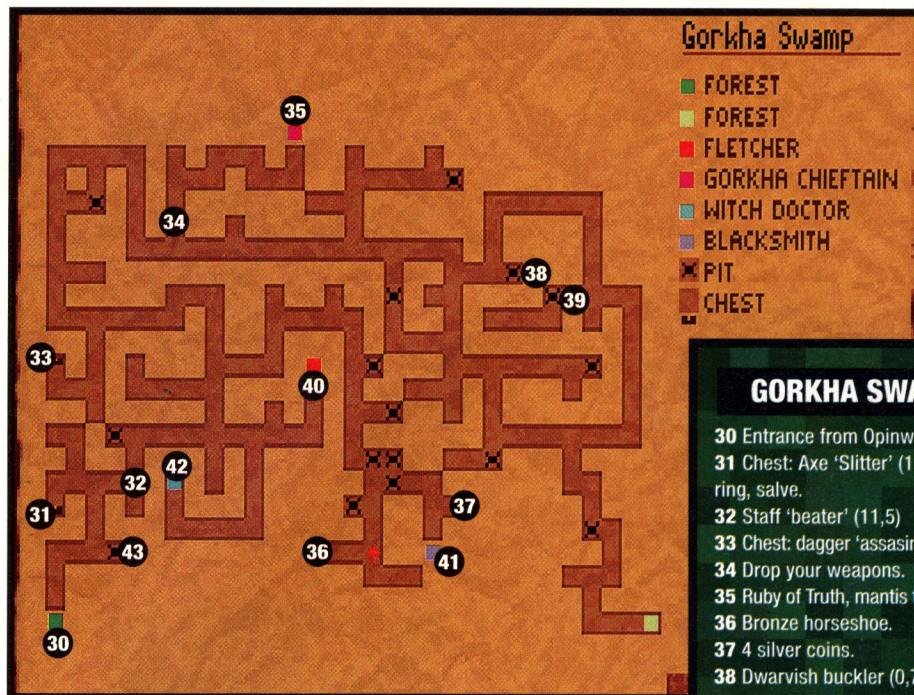 Gorkha Swamp
FOREST
FOREST
FLETCHER
GORKHA CHIEFTAIN
WITCH DOCTOR
BLACKSMITH
PIT
CHEST
35
34
38
39
33
40
42
32
31
37
43
36
41
30
GORKHA SWA
30 Entrance from Opinw
31 Chest: Axe ‘Slitter’ (1
ring, salve.
32 Staff ‘beater’ (11,5)
33 Chest: dagger ‘assasin
34 Drop your weapons.
35 Ruby of Truth, mantis
36 Bronze horseshoe.
37 4 silver coins.
38 Dwarvish buckler (0,7